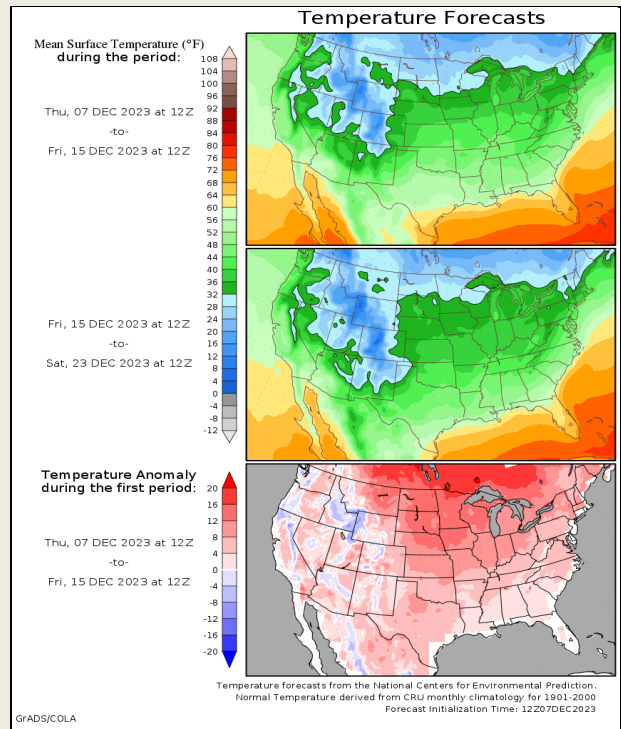 Temperature Forecasts
Mean Surface Temperature (°F)
during the period:
108
104
100
96
92
88
84
80
76
72
68
64
60
56
52
48
44
40
36
32
28
24
20
16
12
8
4
0
-4
-8
-12
Thu, 07 DEC 2023 at 12Z
-to-
Fri, 15 DEC 2023 at 12Z
Fri, 15 DEC 2023 at 12Z
-to-
Sat, 23 DEC 2023 at 12Z
Temperature Anomaly
during the first period:
20
16
12
8
4
0
-4
-8
-12
-16
-20
Thu, 07 DEC 2023 at 12Z
-to-
Fri, 15 DEC 2023 at 12Z
Temperature forecasts from the National Centers for Environmental Prediction.
Normal Temperature derived from CRU monthly climatology for 1901-2000
Forecast Initialization Time: 12Z07DEC2023
GrADS/COLA